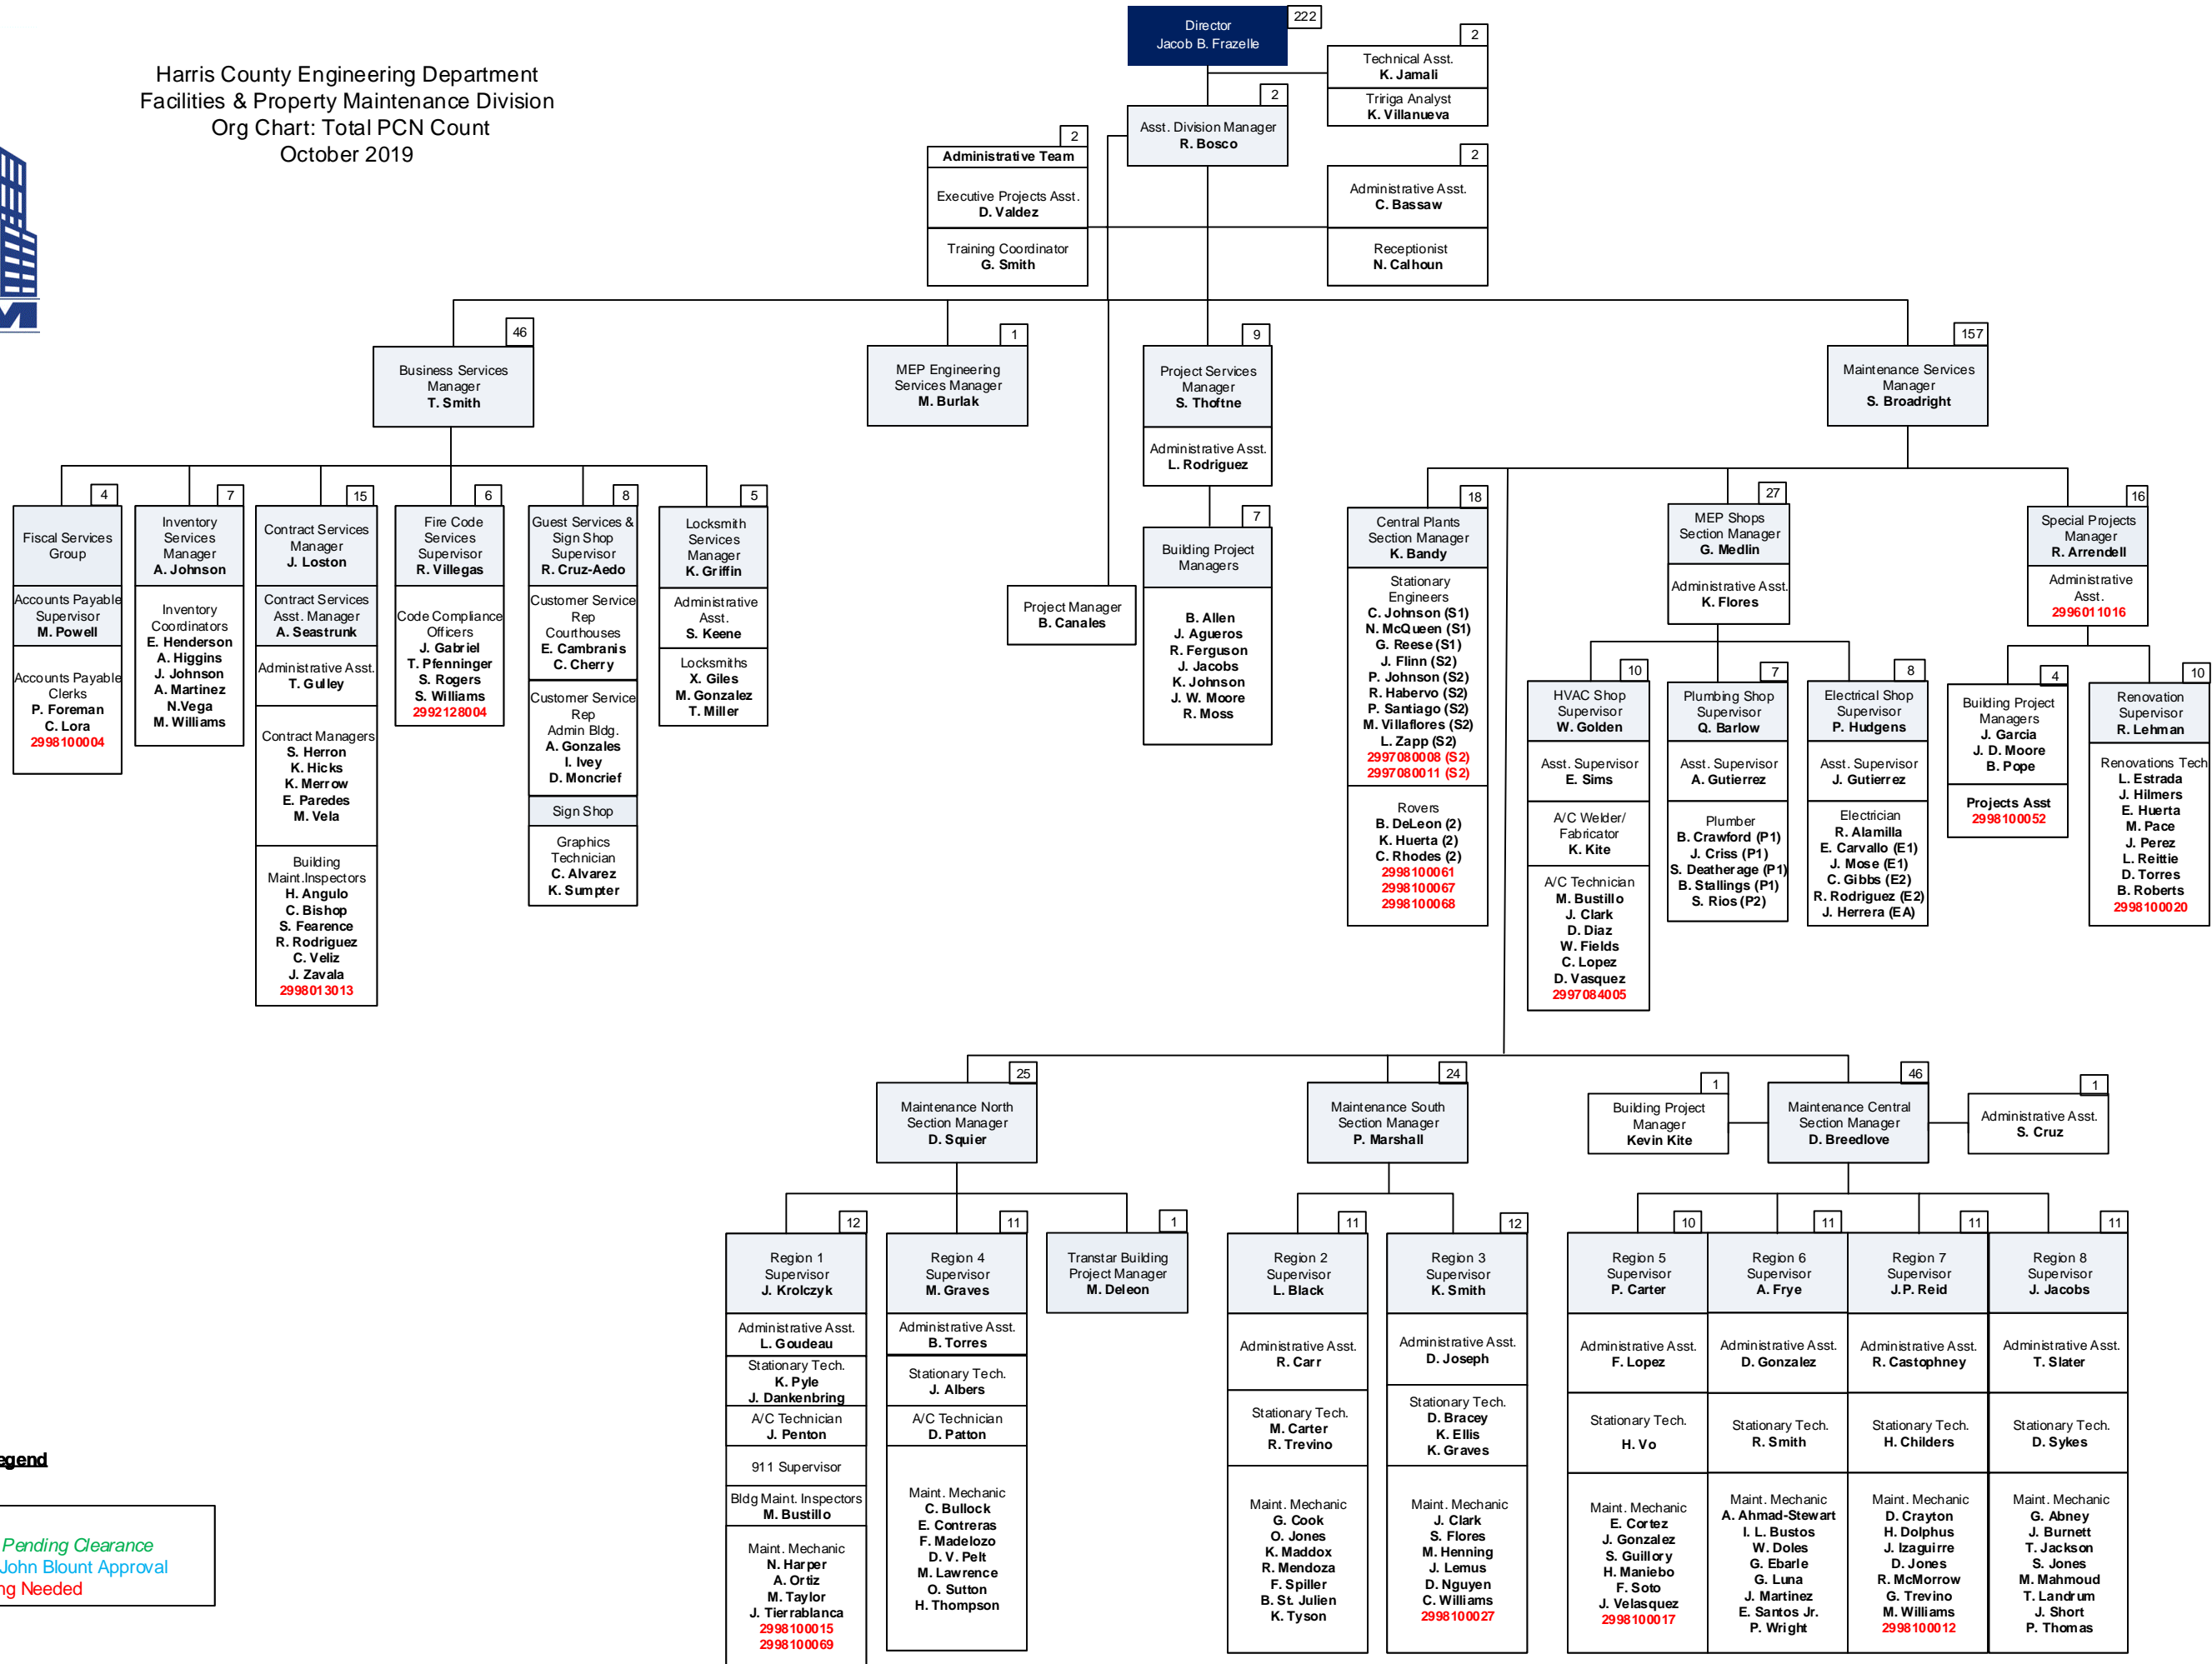 Harris County Engineering Department
Facilities & Property Maintenance Division
Org Chart: Total PCN Count
October 2019
M
222
Director
Jacob B. Frazelle
2
Technical Asst.
K. Jamali
Tririga Analyst
K. Villanueva
2
Asst. Division Manager
R. Bosco
2
Administrative Team
Executive Projects Asst.
D. Valdez
Training Coordinator
G. Smith
2
Administrative Asst.
C. Bassaw
Receptionist
N. Calhoun
46
Business Services
Manager
T. Smith
1
MEP Engineering
Services Manager
M. Burlak
9
Project Services
Manager
S. Thoftne
Administrative Asst.
L. Rodriguez
157
Maintenance Services
Manager
S. Broadright
4
Fiscal Services
Group
Accounts Payable
Supervisor
M. Powell
Accounts Payable
Clerks
P. Foreman
C. Lora
2998100004
7
Inventory
Services
Manager
A. Johnson
Inventory
Coordinators
E. Henderson
A. Higgins
J. Johnson
A. Martinez
N.Vega
M. Williams
15
Contract Services
Manager
J. Loston
Contract Services
Asst. Manager
A. Seastrunk
Administrative Asst.
T. Gulley
Contract Managers
S. Herron
K. Hicks
K. Merrow
E. Paredes
M. Vela
Building
Maint.Inspectors
H. Angulo
C. Bishop
S. Fearence
R. Rodriguez
C. Veliz
J. Zavala
2998013013
6
Fire Code
Services
Supervisor
R. Villegas
Code Compliance
Officers
J. Gabriel
T. Pfenninger
S. Rogers
S. Williams
2992128004
8
Guest Services &
Sign Shop
Supervisor
R. Cruz-Aedo
Customer Service
Rep
Courthouses
E. Cambranis
C. Cherry
Customer Service
Rep
Admin Bldg.
A. Gonzales
I. Ivey
D. Moncrief
Sign Shop
Graphics
Technician
C. Alvarez
K. Sumpter
5
Locksmith
Services
Manager
K. Griffin
Administrative
Asst.
S. Keene
Locksmiths
X. Giles
M. Gonzalez
T. Miller
Project Manager
B. Canales
7
Building Project
Managers
B. Allen
J. Agueros
R. Ferguson
J. Jacobs
K. Johnson
J. W. Moore
R. Moss
18
Central Plants
Section Manager
K. Bandy
Stationary
Engineers
C. Johnson (S1)
N. McQueen (S1)
G. Reese (S1)
J. Flinn (S2)
P. Johnson (S2)
R. Habervo (S2)
P. Santiago (S2)
M. Villaflores (S2)
L. Zapp (S2)
2997080008 (S2)
2997080011 (S2)
Rovers
B. DeLeon (2)
K. Huerta (2)
C. Rhodes (2)
2998100061
2998100067
2998100068
27
MEP Shops
Section Manager
G. Medlin
Administrative Asst.
K. Flores
10
HVAC Shop
Supervisor
W. Golden
Asst. Supervisor
E. Sims
A/C Welder/
Fabricator
K. Kite
A/C Technician
M. Bustillo
J. Clark
D. Diaz
W. Fields
C. Lopez
D. Vasquez
2997084005
7
Plumbing Shop
Supervisor
Q. Barlow
Asst. Supervisor
A. Gutierrez
Plumber
B. Crawford (P1)
J. Criss (P1)
S. Deatherage (P1)
B. Stallings (P1)
S. Rios (P2)
8
Electrical Shop
Supervisor
P. Hudgens
Asst. Supervisor
J. Gutierrez
Electrician
R. Alamilla
E. Carvallo (E1)
J. Mose (E1)
C. Gibbs (E2)
R. Rodriguez (E2)
J. Herrera (EA)
16
Special Projects
Manager
R. Arrendell
Administrative
Asst.
2996011016
4
Building Project
Managers
J. Garcia
J. D. Moore
B. Pope
Projects Asst
2998100052
10
Renovation
Supervisor
R. Lehman
Renovations Tech
L. Estrada
J. Hilmers
E. Huerta
M. Pace
J. Perez
L. Reittie
D. Torres
B. Roberts
2998100020
25
Maintenance North
Section Manager
D. Squier
24
Maintenance South
Section Manager
P. Marshall
1
Building Project
Manager
Kevin Kite
46
Maintenance Central
Section Manager
D. Breedlove
1
Administrative Asst.
S. Cruz
12
Region 1
Supervisor
J. Krolczyk
Administrative Asst.
L. Goudeau
Stationary Tech.
K. Pyle
J. Dankenbring
A/C Technician
J. Penton
911 Supervisor
Bldg Maint. Inspectors
M. Bustillo
Maint. Mechanic
N. Harper
A. Ortiz
M. Taylor
J. Tierrablanca
2998100015
2998100069
11
Region 4
Supervisor
M. Graves
Administrative Asst.
B. Torres
Stationary Tech.
J. Albers
A/C Technician
D. Patton
Maint. Mechanic
C. Bullock
E. Contreras
F. Madelozo
D. V. Pelt
M. Lawrence
O. Sutton
H. Thompson
1
Transtar Building
Project Manager
M. Deleon
11
Region 2
Supervisor
L. Black
Administrative Asst.
R. Carr
Stationary Tech.
M. Carter
R. Trevino
Maint. Mechanic
G. Cook
O. Jones
K. Maddox
R. Mendoza
F. Spiller
B. St. Julien
K. Tyson
12
Region 3
Supervisor
K. Smith
Administrative Asst.
D. Joseph
Stationary Tech.
D. Bracey
K. Ellis
K. Graves
Maint. Mechanic
J. Clark
S. Flores
M. Henning
J. Lemus
D. Nguyen
C. Williams
2998100027
10
Region 5
Supervisor
P. Carter
Administrative Asst.
F. Lopez
Stationary Tech.
H. Vo
Maint. Mechanic
E. Cortez
J. Gonzalez
S. Guillory
H. Maniebo
F. Soto
J. Velasquez
2998100017
11
Region 6
Supervisor
A. Frye
Administrative Asst.
D. Gonzalez
Stationary Tech.
R. Smith
Maint. Mechanic
A. Ahmad-Stewart
I. L. Bustos
W. Doles
G. Ebarle
G. Luna
J. Martinez
E. Santos Jr.
P. Wright
11
Region 7
Supervisor
J.P. Reid
Administrative Asst.
R. Castophney
Stationary Tech.
H. Childers
Maint. Mechanic
D. Crayton
H. Dolphus
J. Izaguirre
D. Jones
R. McMorrow
G. Trevino
M. Williams
2998100012
11
Region 8
Supervisor
J. Jacobs
Administrative Asst.
T. Slater
Stationary Tech.
D. Sykes
Maint. Mechanic
G. Abney
J. Burnett
T. Jackson
S. Jones
M. Mahmoud
T. Landrum
J. Short
P. Thomas
egend
Pending Clearance
John Blount Approval
ng Needed